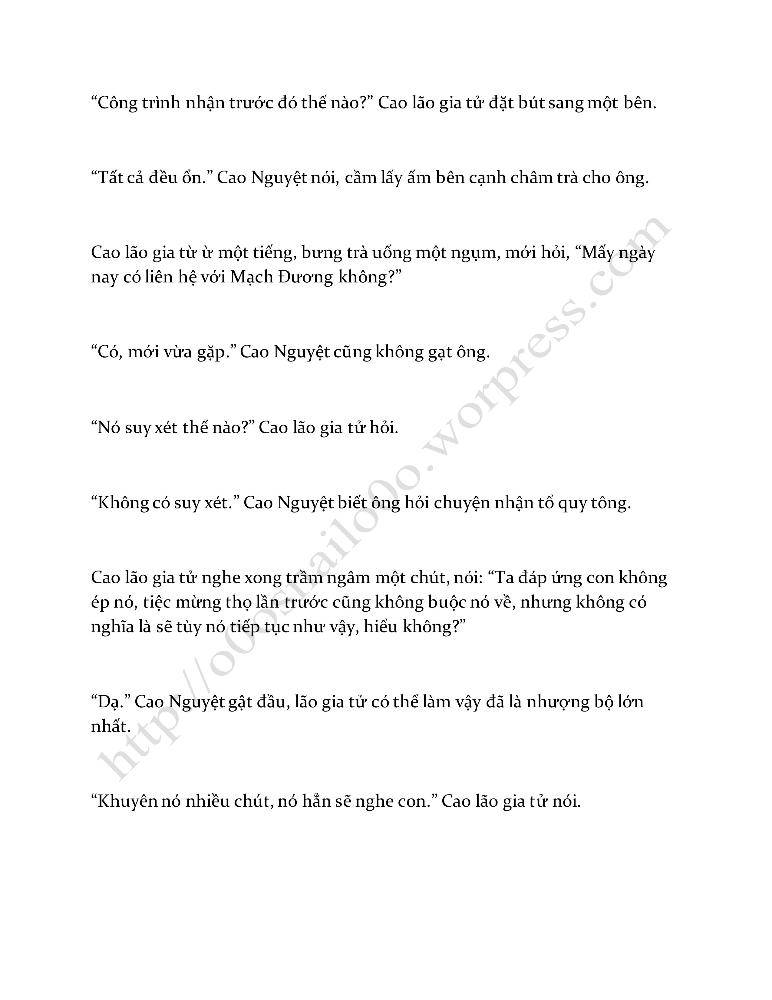 “Công trình nhận trước đó thế nào?” Cao lão gia tử đặt bút sang một bên.
“Tất cả đều ổn.” Cao Nguyệt nói, cầm lấy ấm bên cạnh châm trà cho ông.
Cao lão gia từ ừ một tiếng, bưng trà uống một ngụm, mới hỏi, “Mấy ngày
nay có liên hệ với Mạch Đương không?”
“Có, mới vừa gặp.” Cao Nguyệt cũng không gạt ông.
“Nó suy xét thế nào?” Cao lão gia tử hỏi.
“Không có suy xét.” Cao Nguyệt biết ông hỏi chuyện nhận tổ quy tông.
Cao lão gia tử nghe xong trầm ngâm một chút, nói: “Ta đáp ứng con không
ép nó, tiệc mừng thọ lần trước cũng không buộc nó về, nhưng không có
nghĩa là sẽ tùy nó tiếp tục như vậy, hiểu không?”
“Dạ.” Cao Nguyệt gật đầu, lão gia tử có thể làm vậy đã là nhượng bộ lớn
nhất.
“Khuyên nó nhiều chút, nó hẳn sẽ nghe con.” Cao lão gia tử nói.
http://o0osnailo0o.worpress.com